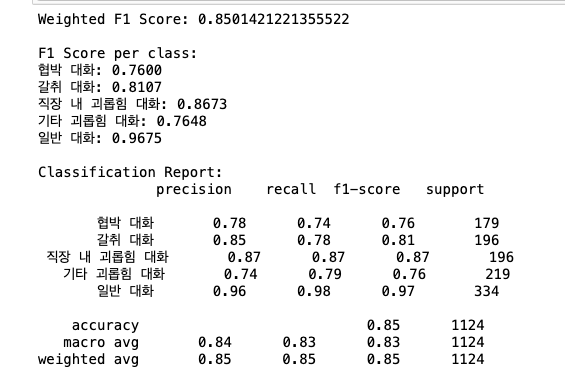 Weighted F1 Score: 0.8501421221355522
F1 Score per class:
협박 대화: 0.7600
갈취 대화: 0.8107
직장 내 괴롭힘 대화: 0.8673
기타 괴롭힘 대화: 0.7648
일반 대화: 0.9675
Classification Report:
precision recall f1-score support
협박 대화 0.78 0.74 0.76 179
갈취 대화 0.85 0.78 0.81 196
직장 내 괴롭힘 대화 0.87 0.87 0.87 196
기타 괴롭힘 대화 0.74 0.79 0.76 219
일반 대화 0.96 0.98 0.97 334
accuracy 0.85 1124
macro avg 0.84 0.83 0.83 1124
weighted avg 0.85 0.85 0.85 1124